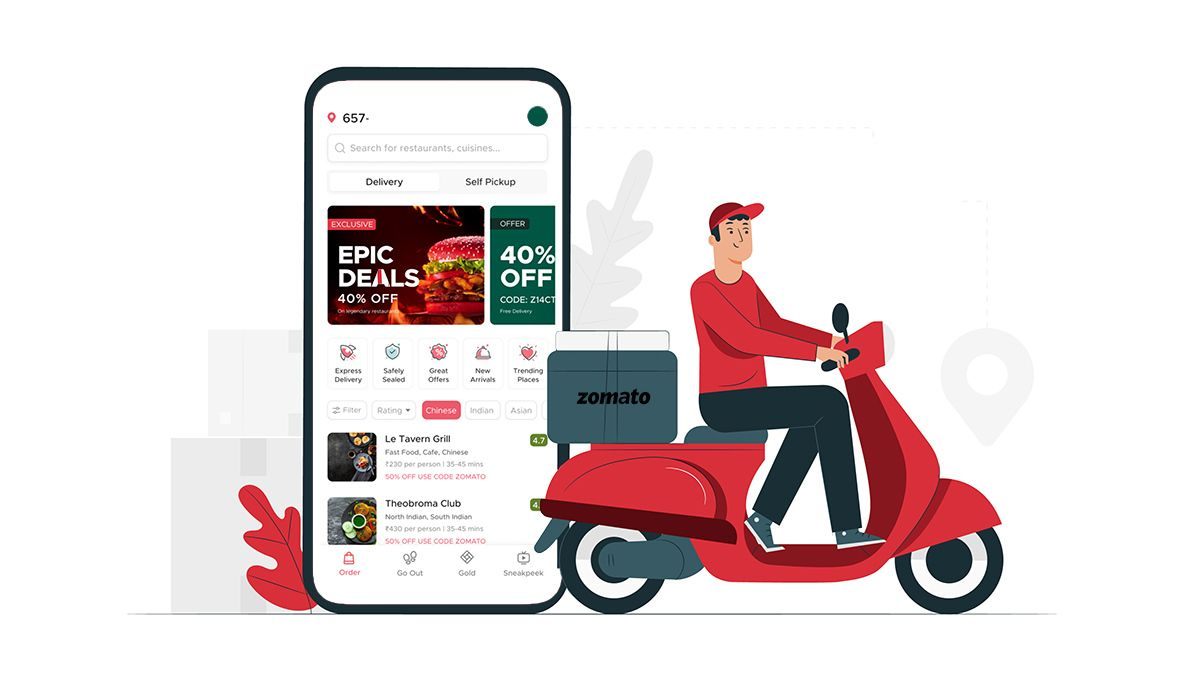 657-
Search for restaurants, cuisines...
Delivery
Self Pickup
EXCLUSIVE
EPIC
DEALS
40% OFF
On legendary restaurants
OFFER
40%
OFF
CODE: Z14CT
Free Delivery
Express
Delivery
Safely
Sealed
Great
Offers
New
Arrivals
Trending
Places
Filter
Rating
Chinese
Indian
Asian
Le Tavern Grill
4.7
Fast Food, Cafe, Chinese
₹230 per person | 35-45 mins
50% OFF USE CODE ZOMATO
Theobroma Club
4.
North Indian, South Indian
₹430 per person | 35-45 mins
50% OFF USE CODE ZOMATO
Order
Go Out
Gold
Sneakpeek
zomato